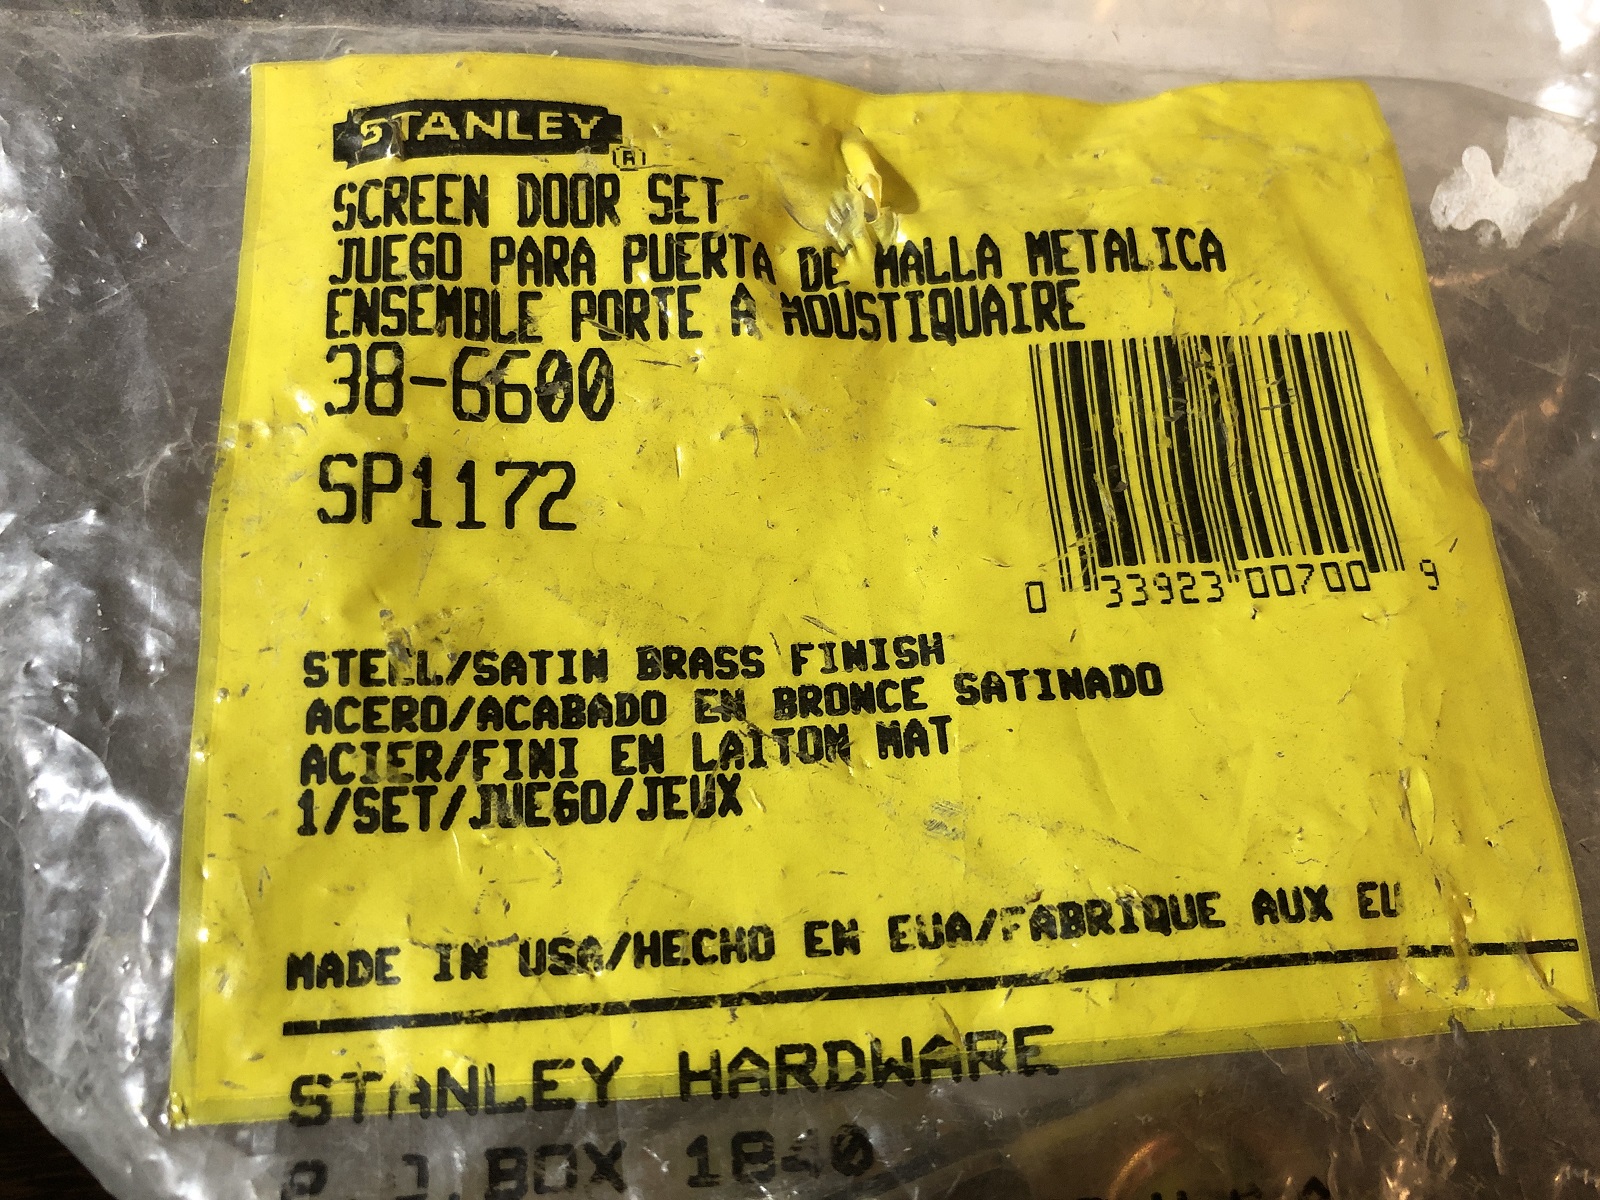 STANLEY
SCREEN DOOR SET
JUEGO PARA PUERTA DE MALLA METALICA
ENSEMBLE PORTE A MOUSTIQUAIRE
38-6600
SP1172
0 33923 00700 9
STEEL/SATIN BRASS FINISH
ACERO/ACABADO EN BRONCE SATINADO
ACIER/FINI EN LAITON MAT
1/SET/JUEGO/JEUX
MADE IN USA/HECHO EN EUA/FABRIQUE AUX EU
STANLEY HARDWARE
BOX 1840